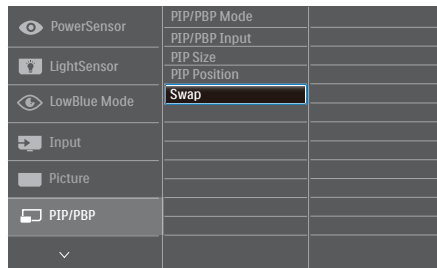 PowerSensor
LightSensor
LowBlue Mode
Input
Picture
PIP/PBP
PIP/PBP Mode
PIP/PBP Input
PIP Size
PIP Position
Swap